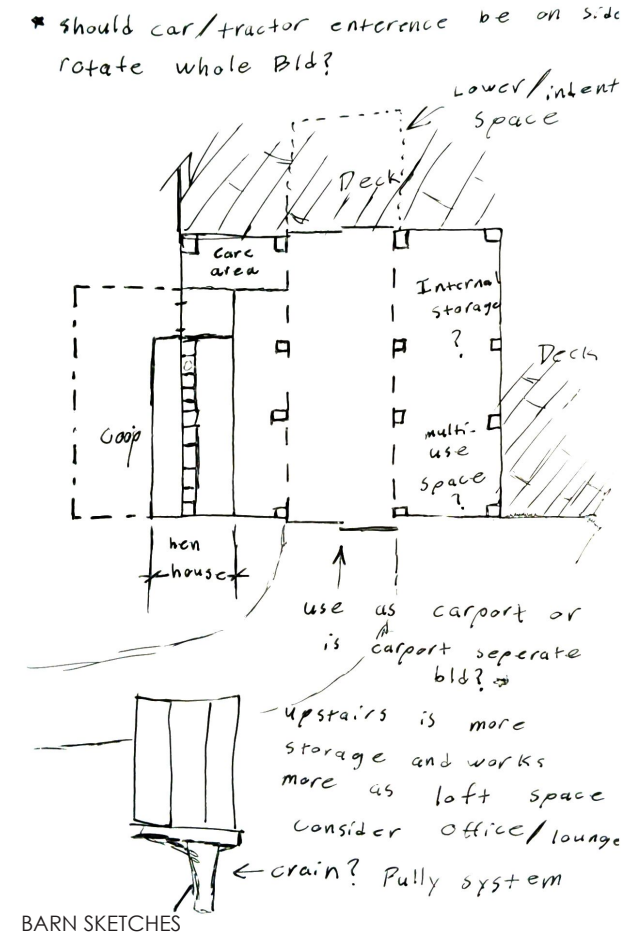 * should car/tractor enterence be on side
rotate whole Bld?
Lower/indent
space
Deck
care
area
Internal
storage
?
Deck
coop
multi-
use
space
?
hen
house
use as carport or
is carport seperate
bld?
upstairs is more
storage and works
more as loft space
consider office/lounge
crain? Pully system
BARN SKETCHES